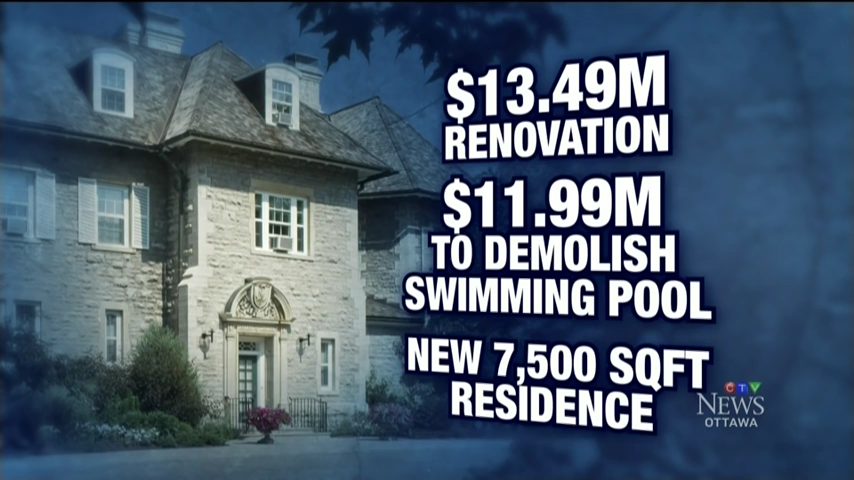 $13.49M
RENOVATION
$11.99M
TO DEMOLISH
SWIMMING POOL
NEW 7,500 SQFT
RESIDENCE
CTV
NEWS
OTTAWA